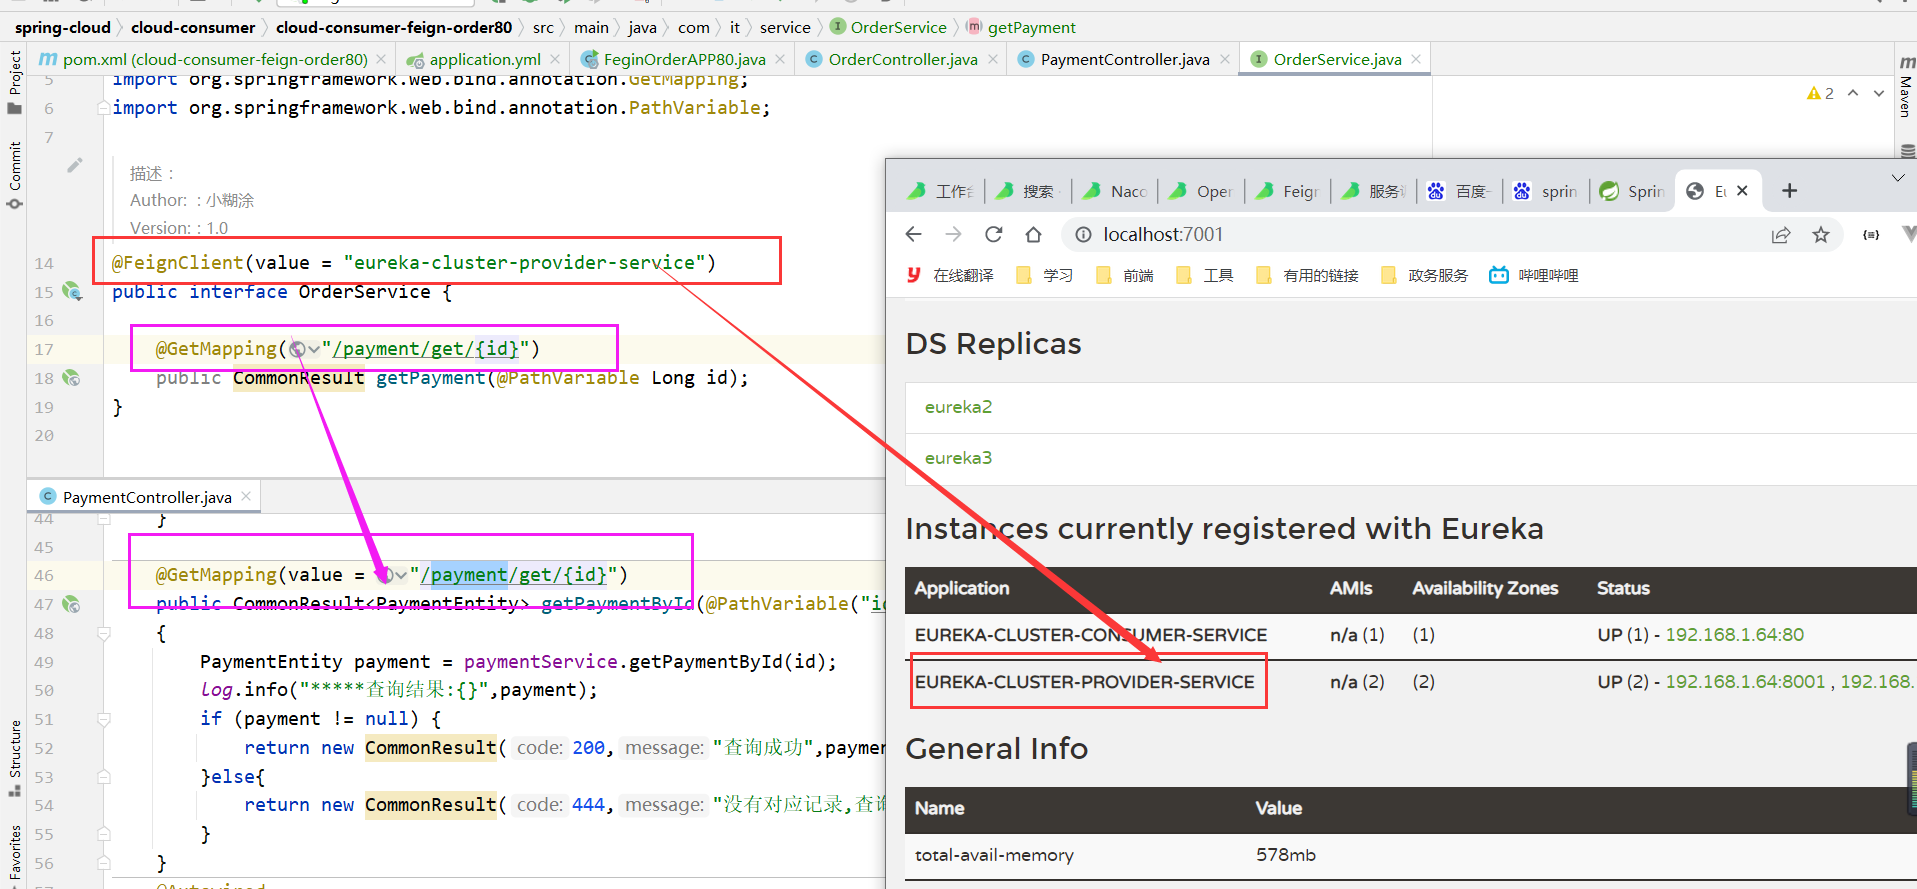 spring-cloud cloud-consumer cloud-consumer-feign-order80 src main java com it service OrderService getPayment
pom.xml (cloud-consumer-feign-order80) application.yml FeginOrderAPP80.java OrderController.java PaymentController.java OrderService.java
Project
Commit
Structure
Favorites
Maven
5 import org.springframework.web.bind.annotation.GetMapping;
6 import org.springframework.web.bind.annotation.PathVariable;
7
2
描述：
Author: : 小糊涂
Version: : 1.0
14 @FeignClient(value = "eureka-cluster-provider-service")
15 public interface OrderService {
16
17 @GetMapping("/payment/get/{id}")
18 public CommonResult getPayment(@PathVariable Long id);
19 }
20
PaymentController.java
44 }
45
46 @GetMapping(value = "/payment/get/{id}")
47 public CommonResult<PaymentEntity> getPaymentById(@PathVariable("id
48 {
49 PaymentEntity payment = paymentService.getPaymentById(id);
50 log.info("*****查询结果:{}",payment);
51 if (payment != null) {
52 return new CommonResult( code: 200, message: "查询成功",paymen
53 }else{
54 return new CommonResult( code: 444, message: "没有对应记录,查询
55 }
56 }
57 @Autowired
工作台 搜索 Naco Oper Feign 服务 百度一 sprin Sprin Eu
localhost:7001
在线翻译 学习 前端 工具 有用的链接 政务服务 哔哩哔哩
DS Replicas
eureka2
eureka3
Instances currently registered with Eureka
Application AMIs Availability Zones Status
EUREKA-CLUSTER-CONSUMER-SERVICE n/a (1) (1) UP (1) - 192.168.1.64:80
EUREKA-CLUSTER-PROVIDER-SERVICE n/a (2) (2) UP (2) - 192.168.1.64:8001 , 192.168.
General Info
Name Value
total-avail-memory 578mb